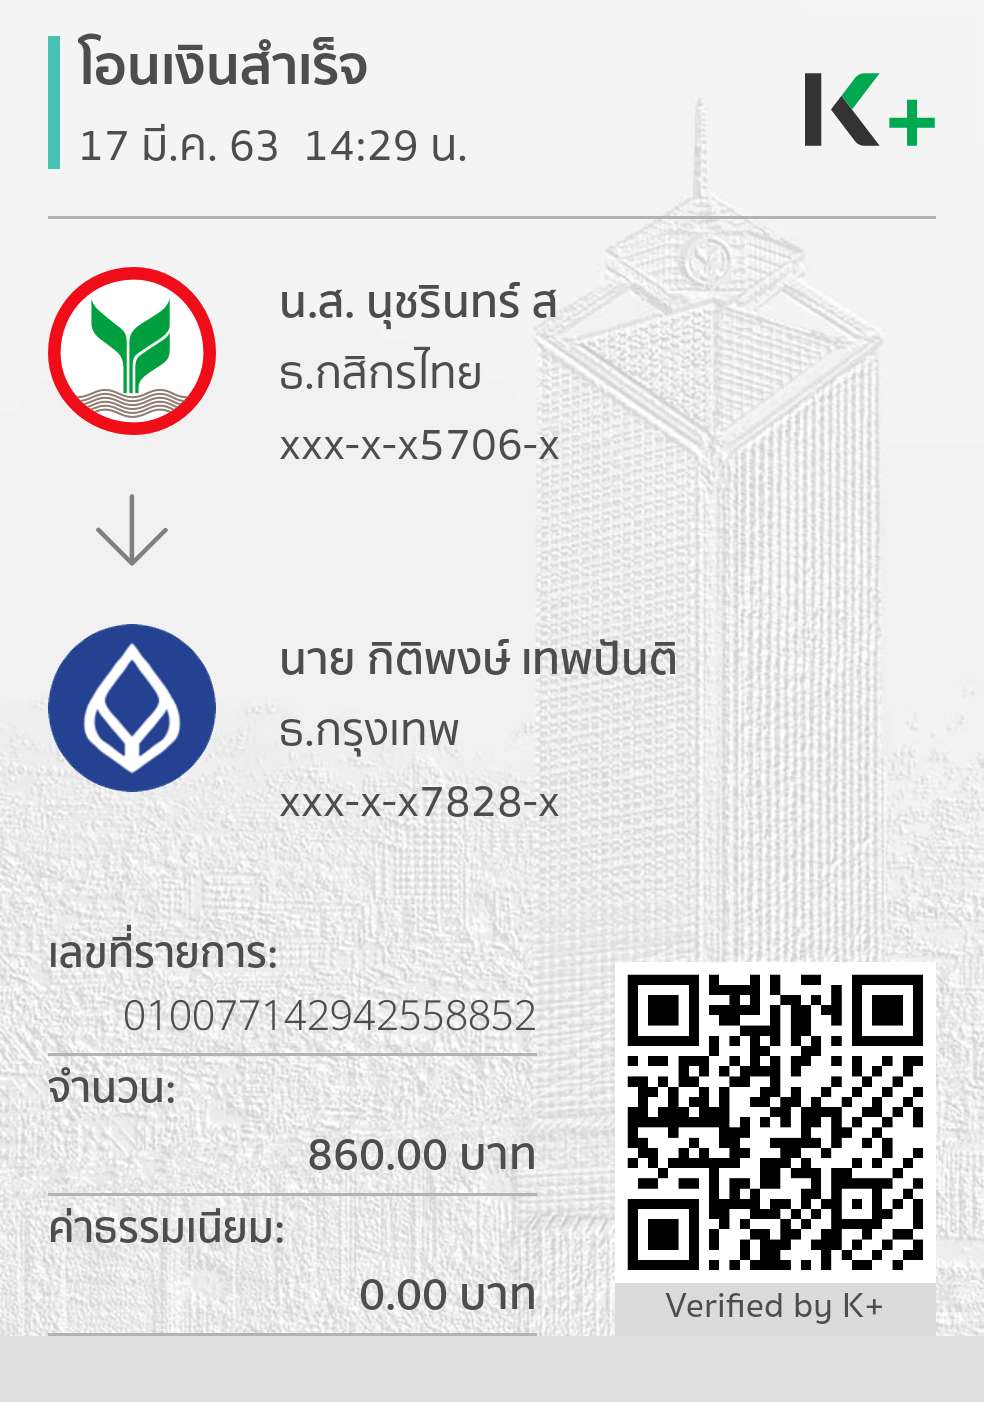 โอนเงินสำเร็จ
17 มี.ค. 63 14:29 น.
K+
น.ส. นุชรินทร์ ส
ธ.กสิกรไทย
xxx-x-x5706-x
นาย กิติพงษ์ เทพปันติ
ธ.กรุงเทพ
xxx-x-x7828-x
เลขที่รายการ:
010077142942558852
จำนวน:
860.00 บาท
ค่าธรรมเนียม:
0.00 บาท
Verified by K+